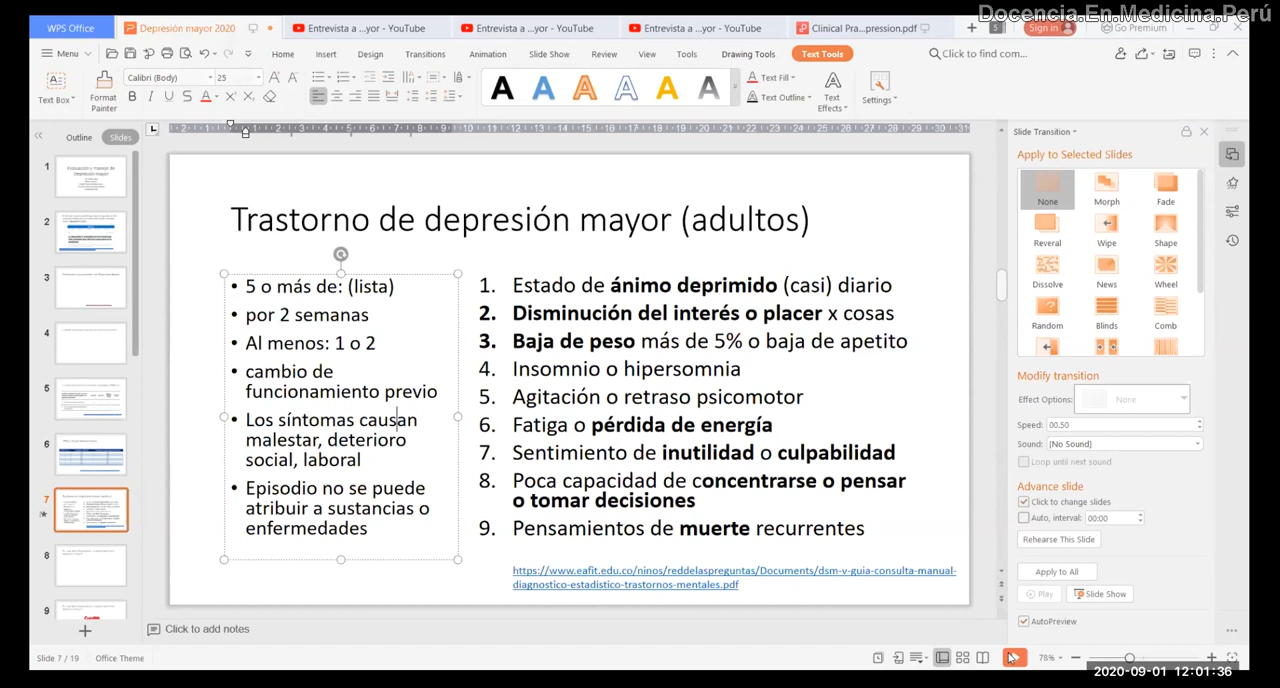 Docencia.En.Medicina.Perú
WPS Office
Depresión mayor 2020
Entrevista a ...yor - YouTube
Entrevista a ...yor - YouTube
Entrevista a ...yor - YouTube
Clinical Pra...pression.pdf
5
Sign in
Go Premium
Menu
Home
Insert
Design
Transitions
Animation
Slide Show
Review
View
Tools
Drawing Tools
Text Tools
Click to find com...
Text Box
Format Painter
Calibri (Body)
25
Text Fill
Text Outline
Text Effects
Settings
Outline
Slides
Trastorno de depresión mayor (adultos)
• 5 o más de: (lista)
• por 2 semanas
• Al menos: 1 o 2
• cambio de
funcionamiento previo
• Los síntomas causan
malestar, deterioro
social, laboral
• Episodio no se puede
atribuir a sustancias o
enfermedades
1. Estado de ánimo deprimido (casi) diario
2. Disminución del interés o placer x cosas
3. Baja de peso más de 5% o baja de apetito
4. Insomnio o hipersomnia
5. Agitación o retraso psicomotor
6. Fatiga o pérdida de energía
7. Sentimiento de inutilidad o culpabilidad
8. Poca capacidad de concentrarse o pensar
o tomar decisiones
9. Pensamientos de muerte recurrentes
https://www.eafit.edu.co/ninos/reddelaspreguntas/Documents/dsm-v-guia-consulta-manual-
diagnostico-estadistico-trastornos-mentales.pdf
Slide Transition
Apply to Selected Slides
None
Morph
Fade
Reveral
Wipe
Shape
Dissolve
News
Wheel
Random
Blinds
Comb
Modify transition
Effect Options:
None
Speed: 00.50
Sound: [No Sound]
Loop until next sound
Advance slide
Click to change slides
Auto, interval: 00:00
Rehearse This Slide
Apply to All
Play
Slide Show
AutoPreview
Click to add notes
Slide 7 / 19
Office Theme
78%
2020-09-01 12:01:36